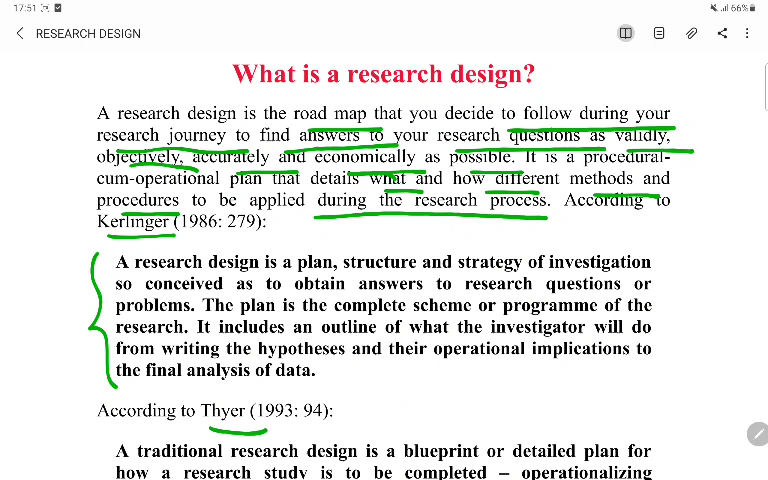 17:51
66%
RESEARCH DESIGN
What is a research design?
A research design is the road map that you decide to follow during your
research journey to find answers to your research questions as validly,
objectively, accurately and economically as possible. It is a procedural-
cum-operational plan that details what and how different methods and
procedures to be applied during the research process. According to
Kerlinger (1986: 279):
A research design is a plan, structure and strategy of investigation
so conceived as to obtain answers to research questions or
problems. The plan is the complete scheme or programme of the
research. It includes an outline of what the investigator will do
from writing the hypotheses and their operational implications to
the final analysis of data.
According to Thyer (1993: 94):
A traditional research design is a blueprint or detailed plan for
how a research study is to be completed – operationalizing